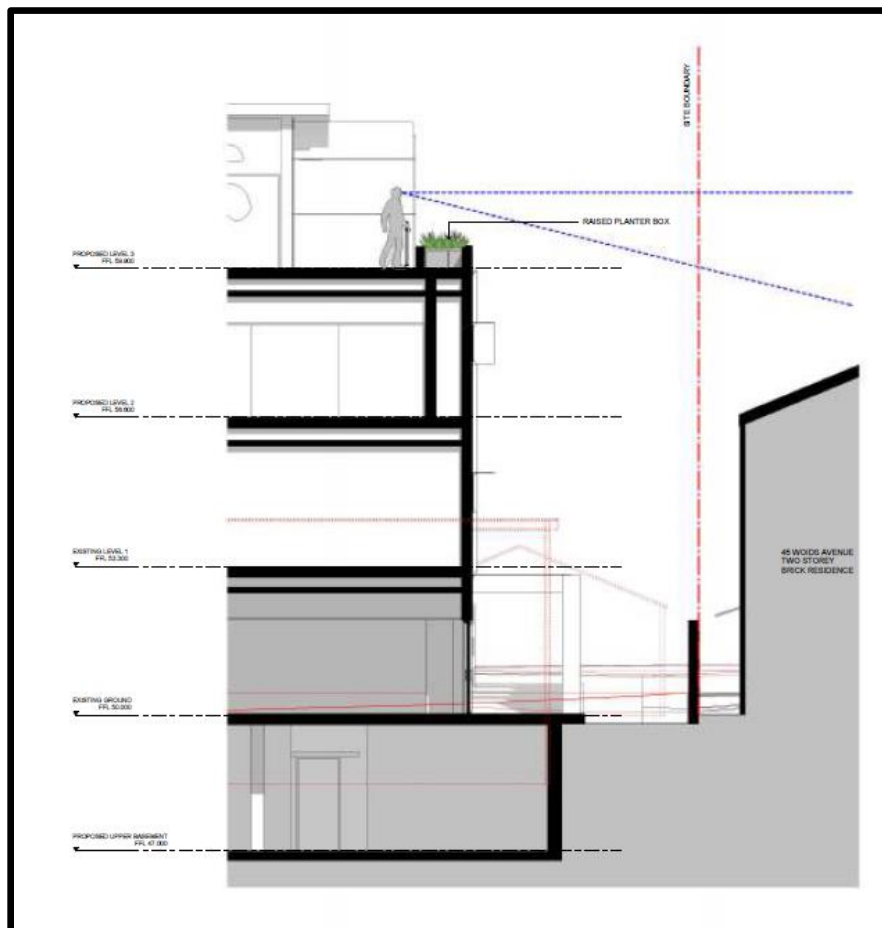 SITE BOUNDARY
RAISED PLANTER BOX
PROPOSED LEVEL 3
FFL 59.900
PROPOSED LEVEL 2
FFL 56.600
EXISTING LEVEL 1
FFL 53.300
45 WOIDS AVENUE
TWO STOREY
BRICK RESIDENCE
EXISTING GROUND
FFL 50.000
PROPOSED UPPER BASEMENT
FFL 47.000